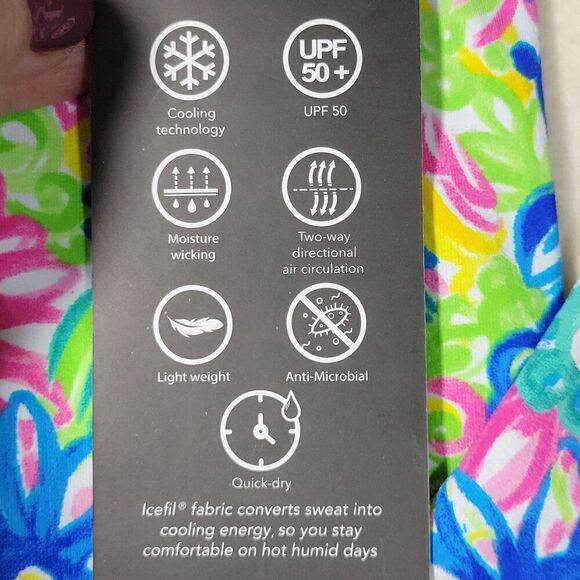 UPF
50+
Cooling
technology
UPF 50
Moisture
wicking
Two-way
directional
air circulation
Light weight
Anti-Microbial
Quick-dry
Icefil® fabric converts sweat into
cooling energy, so you stay
comfortable on hot humid days